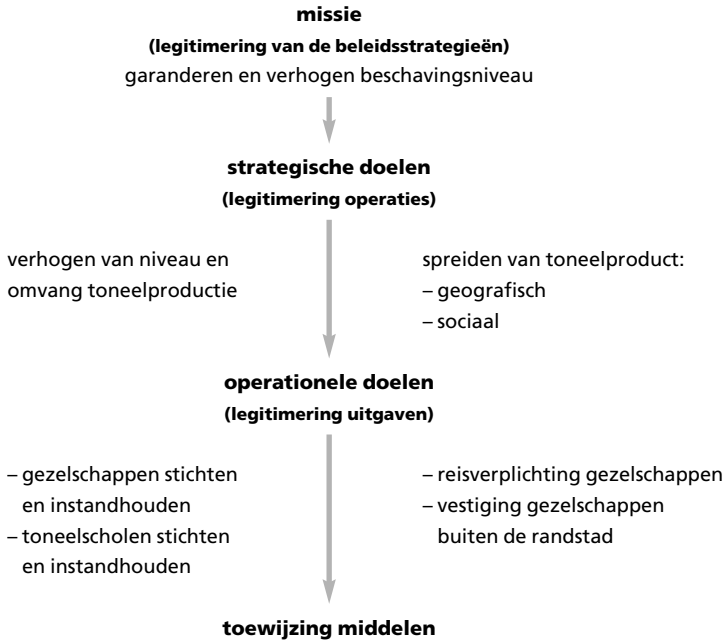 missie
(legitimering van de beleidsstrategieën)
garanderen en verhogen beschavingsniveau
strategische doelen
(legitimering operaties)
verhogen van niveau en
omvang toneelproductie
spreiden van toneelproduct:
– geografisch
– sociaal
operationele doelen
(legitimering uitgaven)
– gezelschappen stichten
en instandhouden
– toneelscholen stichten
en instandhouden
– reisverplichting gezelschappen
– vestiging gezelschappen
buiten de randstad
toewijzing middelen